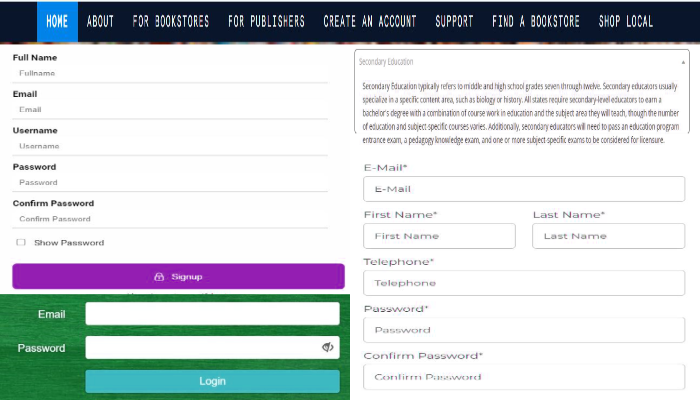 HOME ABOUT FOR BOOKSTORES FOR PUBLISHERS CREATE AN ACCOUNT SUPPORT FIND A BOOKSTORE SHOP LOCAL
Full Name
Fullname
Email
Email
Username
Username
Password
Password
Confirm Password
Confirm Password
Show Password
Signup
Email
Password
Login
Secondary Education
Secondary Education typically refers to middle and high school grades seven through twelve. Secondary educators usually
specialize in a specific content area, such as biology or history. All states require secondary-level educators to earn a
bachelor's degree with a combination of course work in education and the subject area they will teach, though the number
of education and subject-specific courses varies. Additionally, secondary educators will need to pass an education program
entrance exam, a pedagogy knowledge exam, and one or more subject-specific exams to be considered for licensure.
E-Mail*
E-Mail
First Name* Last Name*
First Name Last Name
Telephone*
Telephone
Password*
Password
Confirm Password*
Confirm Password